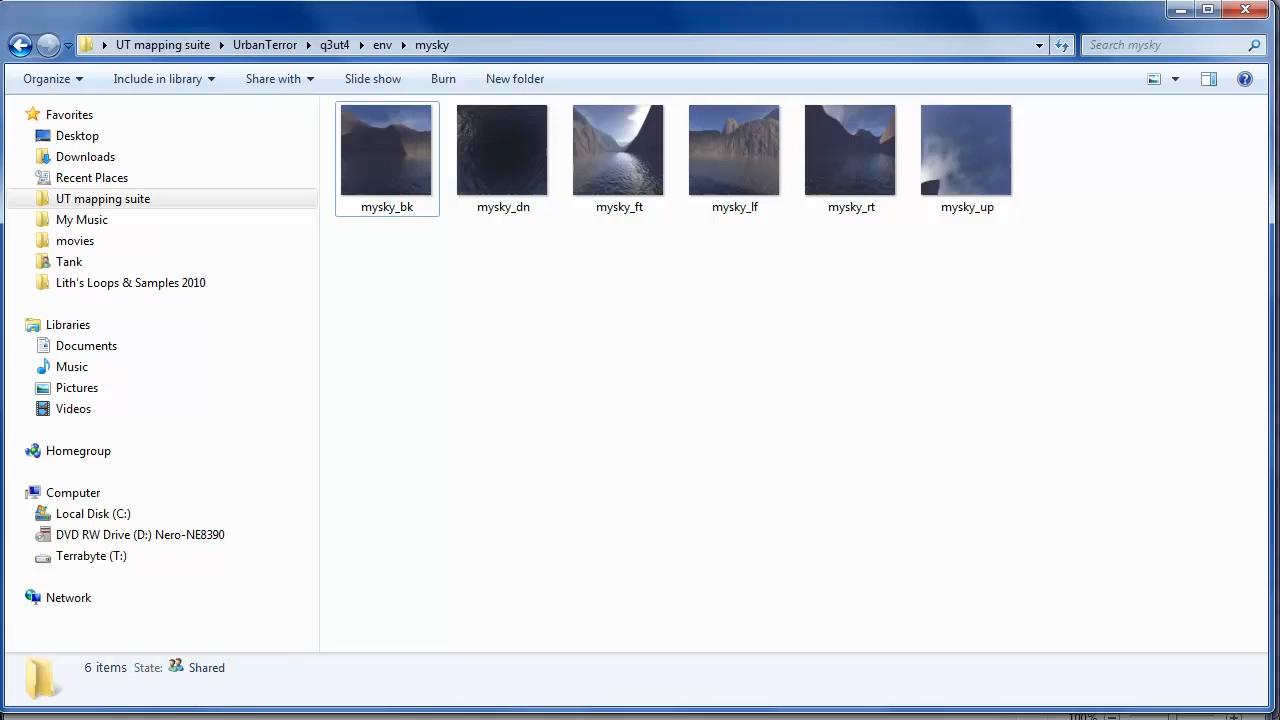 UT mapping suite UrbanTerror q3ut4 env mysky Search mysky
Organize Include in library Share with Slide show Burn New folder
Favorites
Desktop
Downloads
Recent Places
UT mapping suite
My Music
movies
Tank
Lith's Loops & Samples 2010
Libraries
Documents
Music
Pictures
Videos
Homegroup
Computer
Local Disk (C:)
DVD RW Drive (D:) Nero-NE8390
Terrabyte (T:)
Network
mysky_bk mysky_dn mysky_ft mysky_lf mysky_rt mysky_up
6 items State: Shared
100%